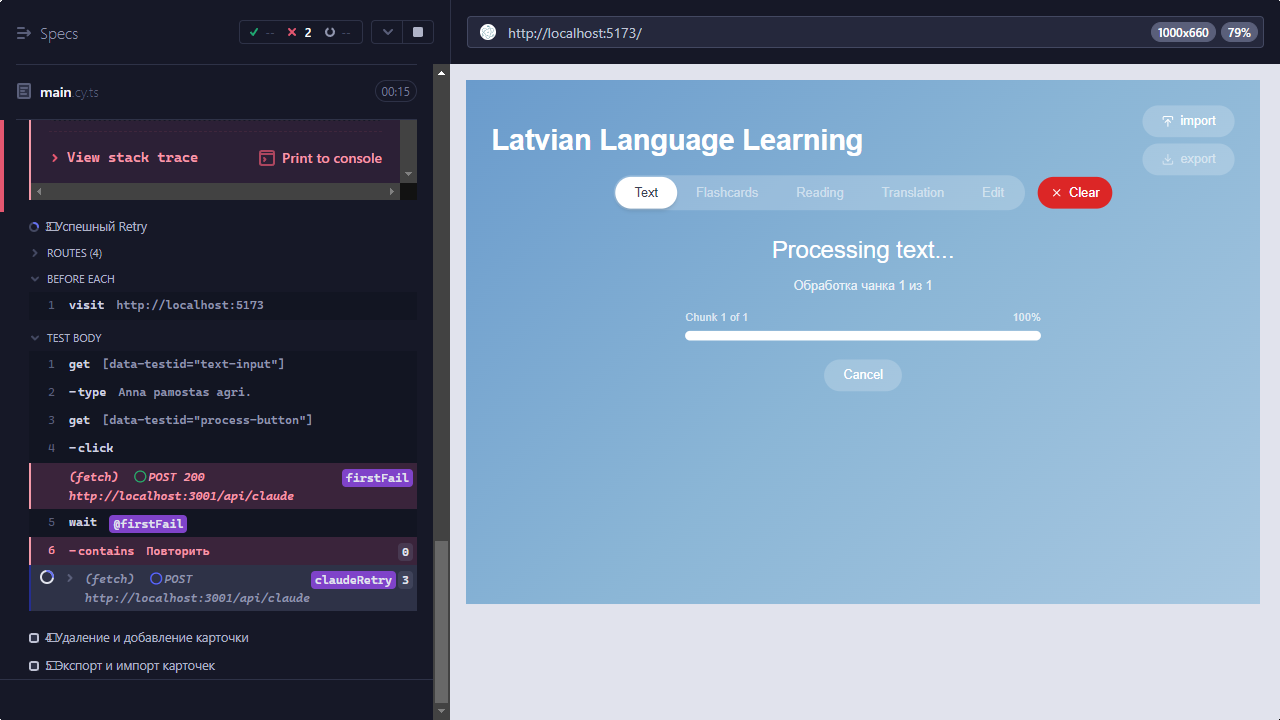 Specs
-- 2 --
http://localhost:5173/
1000x660
79%
main.cy.ts
00:15
View stack trace
Print to console
3 Успешный Retry
ROUTES (4)
BEFORE EACH
1 visit http://localhost:5173
TEST BODY
1 get [data-testid="text-input"]
2 -type Anna pamostas agri.
3 get [data-testid="process-button"]
4 -click
(fetch) POST 200 firstFail
http://localhost:3001/api/claude
5 wait @firstFail
6 -contains Повторить 0
(fetch) POST claudeRetry 3
http://localhost:3001/api/claude
4 Удаление и добавление карточки
5 Экспорт и импорт карточек
Latvian Language Learning
import
export
Text Flashcards Reading Translation Edit Clear
Processing text...
Обработка чанка 1 из 1
Chunk 1 of 1 100%
Cancel